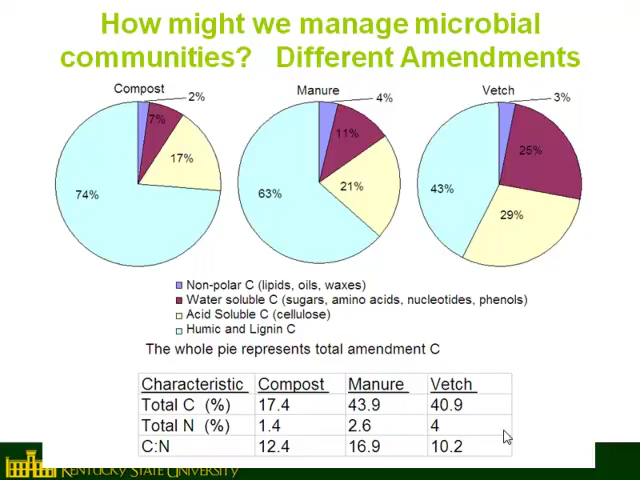 How might we manage microbial
communities? Different Amendments
Compost
2%
7%
17%
74%
Manure
4%
11%
21%
63%
Vetch
3%
25%
29%
43%
Non-polar C (lipids, oils, waxes)
Water soluble C (sugars, amino acids, nucleotides, phenols)
Acid Soluble C (cellulose)
Humic and Lignin C
The whole pie represents total amendment C
Characteristic Compost Manure Vetch
Total C (%) 17.4 43.9 40.9
Total N (%) 1.4 2.6 4
C:N 12.4 16.9 10.2
KENTUCKY STATE UNIVERSITY